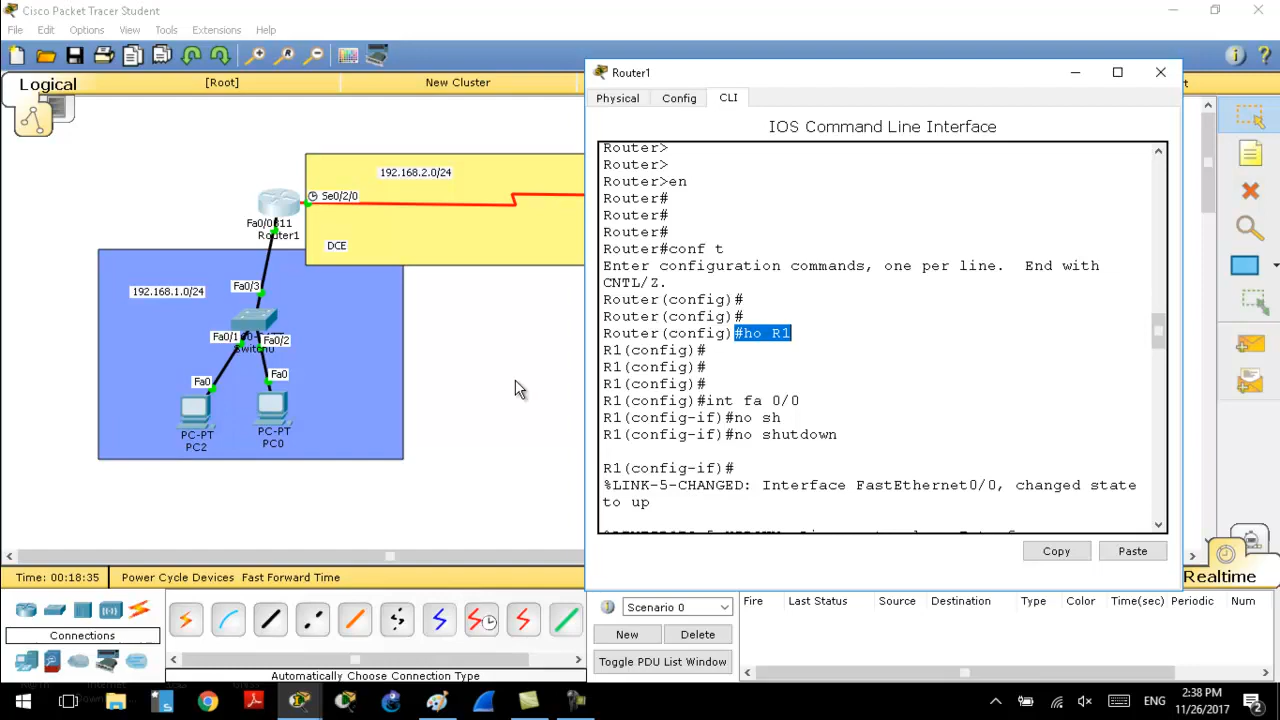 Cisco Packet Tracer Student
File Edit Options View Tools Extensions Help
Logical
[Root]
New Cluster
192.168.2.0/24
Se0/2/0
Router1
DCE
192.168.1.0/24
Fa0/3
Fa0/1
Fa0/2
Fa0
Fa0
PC-PT
PC2
PC-PT
PC0
Router1
Physical Config CLI
IOS Command Line Interface
Router>
Router>
Router>en
Router#
Router#
Router#
Router#conf t
Enter configuration commands, one per line. End with
CNTL/Z.
Router(config)#
Router(config)#
Router(config)#ho R1
R1(config)#
R1(config)#
R1(config)#
R1(config)#int fa 0/0
R1(config-if)#no sh
R1(config-if)#no shutdown
R1(config-if)#
%LINK-5-CHANGED: Interface FastEthernet0/0, changed state
to up
Copy
Paste
Time: 00:18:35
Power Cycle Devices Fast Forward Time
Realtime
Connections
Automatically Choose Connection Type
Scenario 0
New
Delete
Toggle PDU List Window
Fire Last Status Source Destination Type Color Time(sec) Periodic Num
ENG
2:38 PM
11/26/2017
2